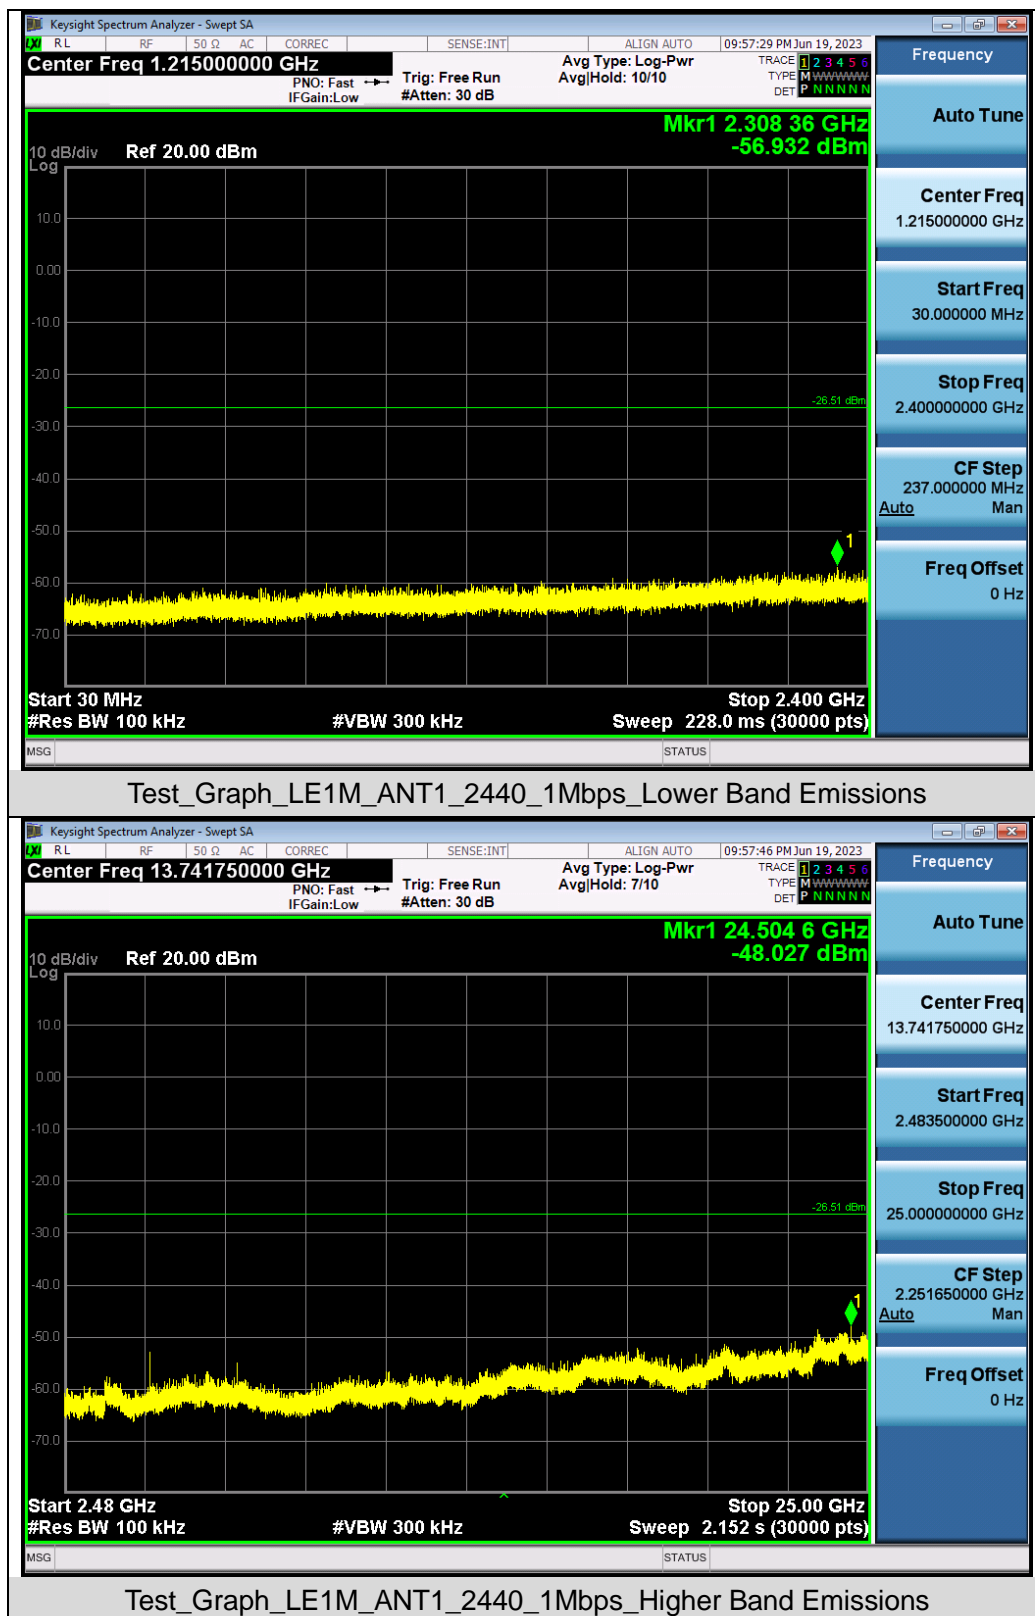 Keysight Spectrum Analyzer - Swept SA
LXI RL RF 50 Ω AC CORREC SENSE:INT ALIGN AUTO 09:57:29 PM Jun 19, 2023
Center Freq 1.215000000 GHz
PNO: Fast
IFGain:Low
Trig: Free Run
#Atten: 30 dB
Avg Type: Log-Pwr
Avg|Hold: 10/10
TRACE 1 2 3 4 5 6
TYPE M WWWWW
DET P N N N N N
Frequency
Mkr1 2.308 36 GHz
-56.932 dBm
10 dB/div Ref 20.00 dBm
Log
10.0
0.00
-10.0
-20.0
-26.51 dBm
-30.0
-40.0
-50.0
1
-60.0
-70.0
Start 30 MHz Stop 2.400 GHz
#Res BW 100 kHz #VBW 300 kHz Sweep 228.0 ms (30000 pts)
MSG STATUS
Auto Tune
Center Freq
1.215000000 GHz
Start Freq
30.000000 MHz
Stop Freq
2.400000000 GHz
CF Step
237.000000 MHz
Auto Man
Freq Offset
0 Hz
Test_Graph_LE1M_ANT1_2440_1Mbps_Lower Band Emissions
Keysight Spectrum Analyzer - Swept SA
LXI RL RF 50 Ω AC CORREC SENSE:INT ALIGN AUTO 09:57:46 PM Jun 19, 2023
Center Freq 13.741750000 GHz
PNO: Fast
IFGain:Low
Trig: Free Run
#Atten: 30 dB
Avg Type: Log-Pwr
Avg|Hold: 7/10
TRACE 1 2 3 4 5 6
TYPE M WWWWW
DET P N N N N N
Frequency
Mkr1 24.504 6 GHz
-48.027 dBm
10 dB/div Ref 20.00 dBm
Log
10.0
0.00
-10.0
-20.0
-26.51 dBm
-30.0
-40.0
1
-50.0
-60.0
-70.0
Start 2.48 GHz Stop 25.00 GHz
#Res BW 100 kHz #VBW 300 kHz Sweep 2.152 s (30000 pts)
MSG STATUS
Auto Tune
Center Freq
13.741750000 GHz
Start Freq
2.483500000 GHz
Stop Freq
25.000000000 GHz
CF Step
2.251650000 GHz
Auto Man
Freq Offset
0 Hz
Test_Graph_LE1M_ANT1_2440_1Mbps_Higher Band Emissions